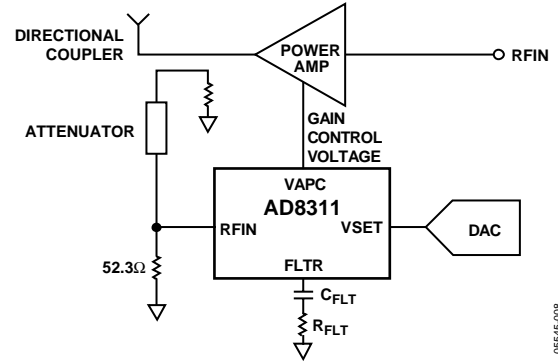 DIRECTIONAL
COUPLER
POWER
AMP
RFIN
ATTENUATOR
GAIN
CONTROL
VOLTAGE
VAPC
AD8311
RFIN
VSET
DAC
FLTR
52.3Ω
CFLT
RFLT
05545-008